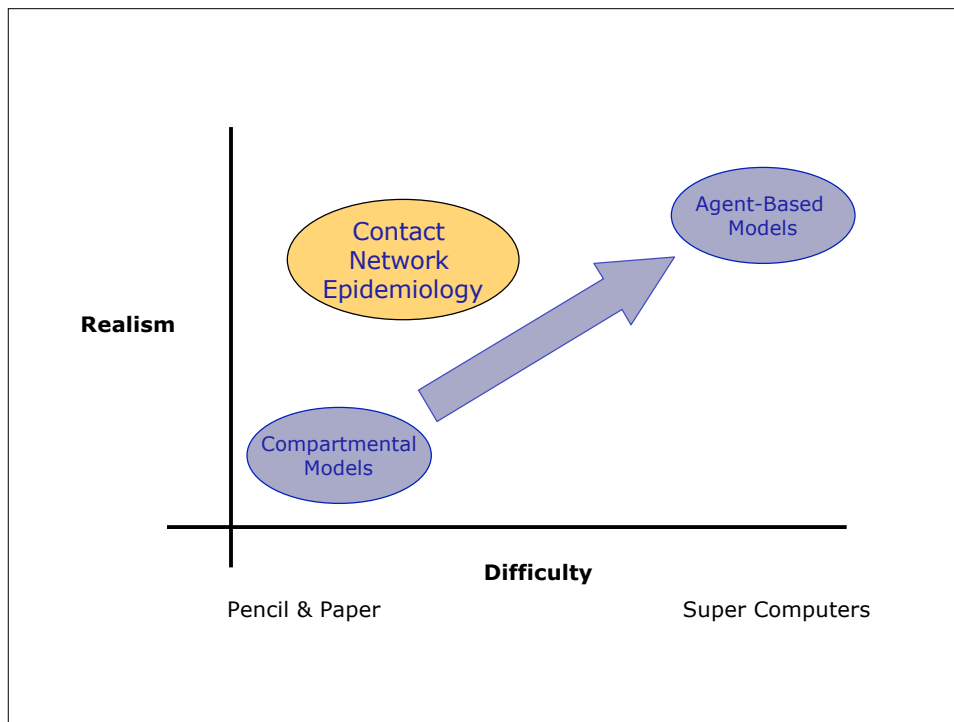 Agent-Based
Models
Contact
Network
Epidemiology
Realism
Compartmental
Models
Difficulty
Pencil & Paper
Super Computers